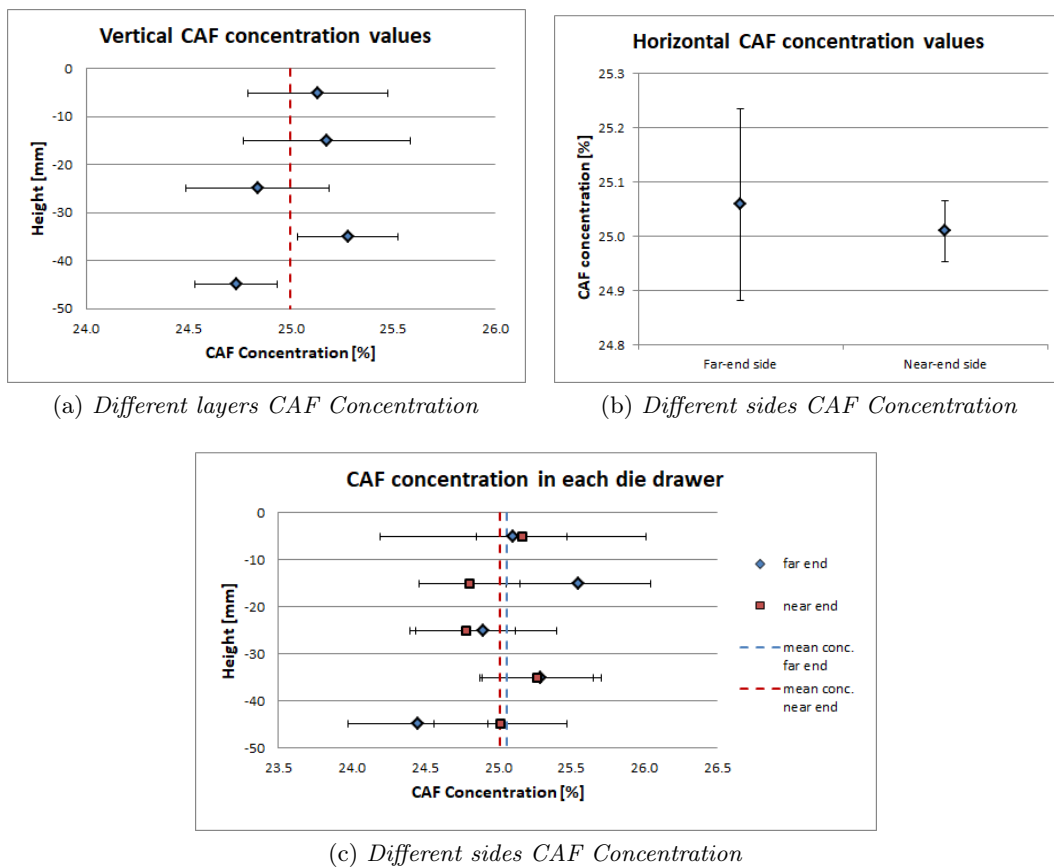 Vertical CAF concentration values
Height [mm]
0
-10
-20
-30
-40
-50
24.0 24.5 25.0 25.5 26.0
CAF Concentration [%]
(a) Different layers CAF Concentration
Horizontal CAF concentration values
CAF concentration [%]
25.3
25.2
25.1
25.0
24.9
24.8
Far-end side Near-end side
(b) Different sides CAF Concentration
CAF concentration in each die drawer
Height [mm]
0
-10
-20
-30
-40
-50
23.5 24.0 24.5 25.0 25.5 26.0 26.5
CAF Concentration [%]
far end
near end
mean conc.
far end
mean conc.
near end
(c) Different sides CAF Concentration